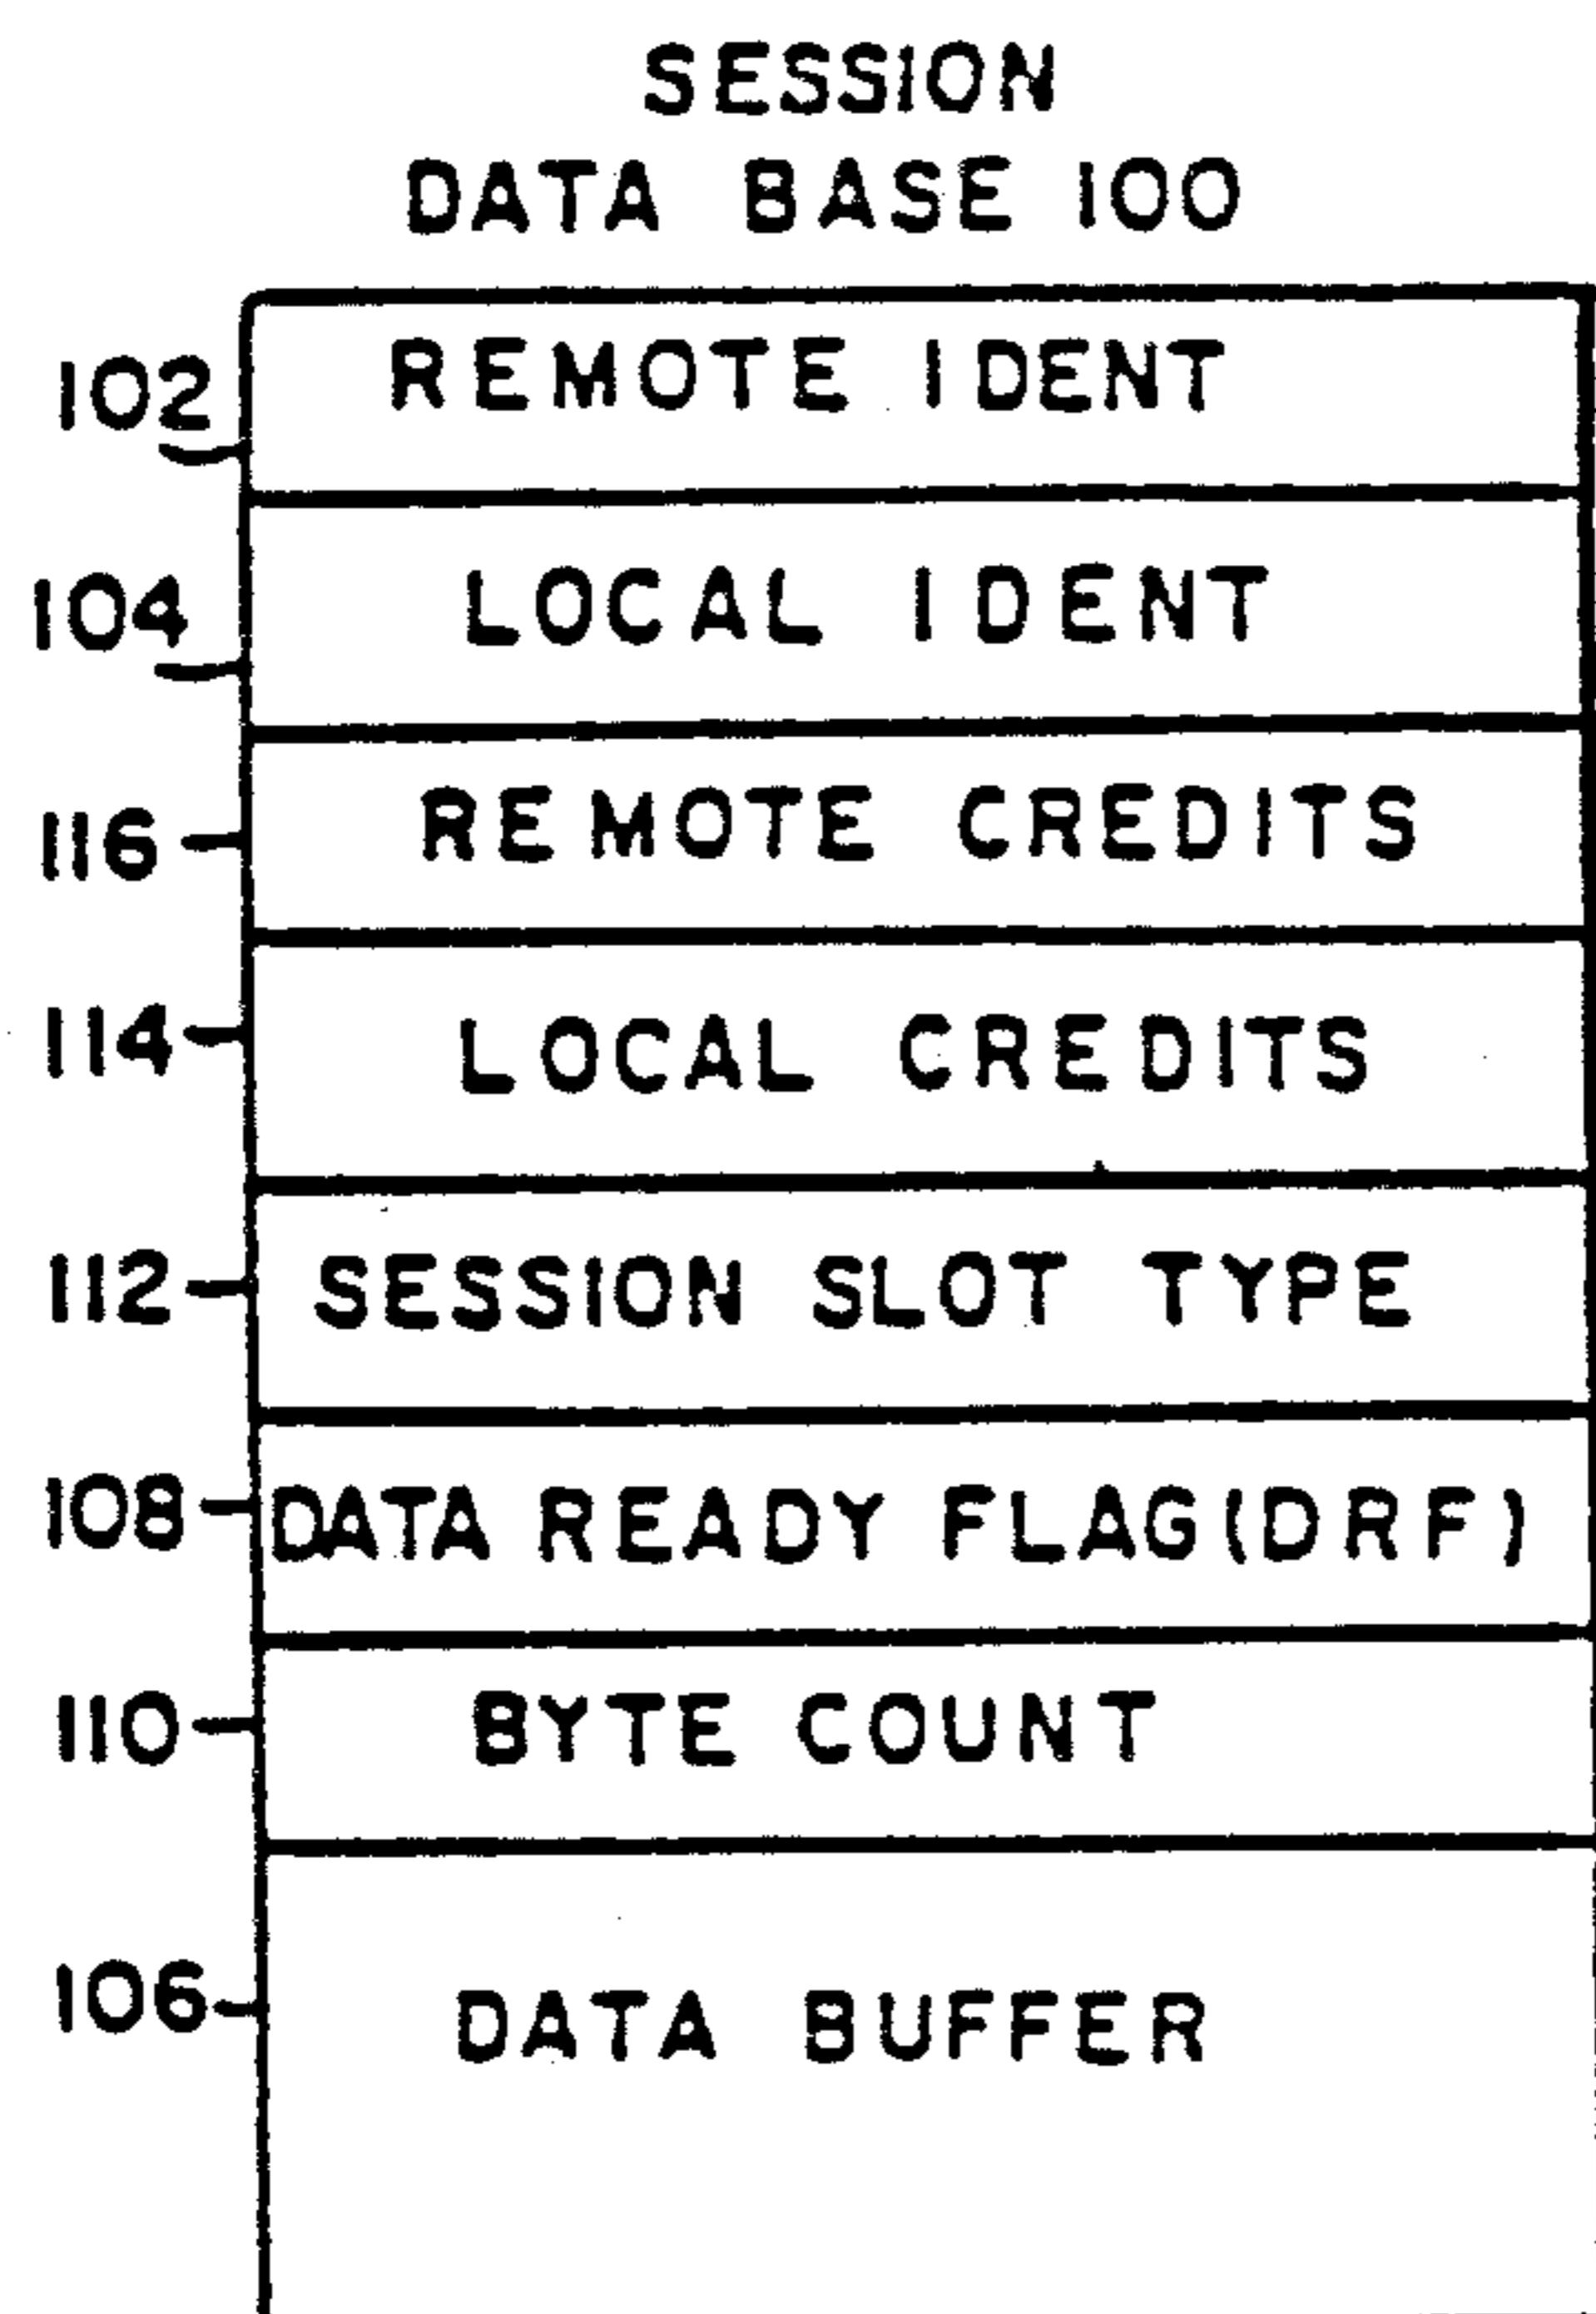 SESSION
DATA BASE 100
102 REMOTE IDENT
104 LOCAL IDENT
116 REMOTE CREDITS
114 LOCAL CREDITS
112 SESSION SLOT TYPE
108 DATA READY FLAG(DRF)
110 BYTE COUNT
106 DATA BUFFER